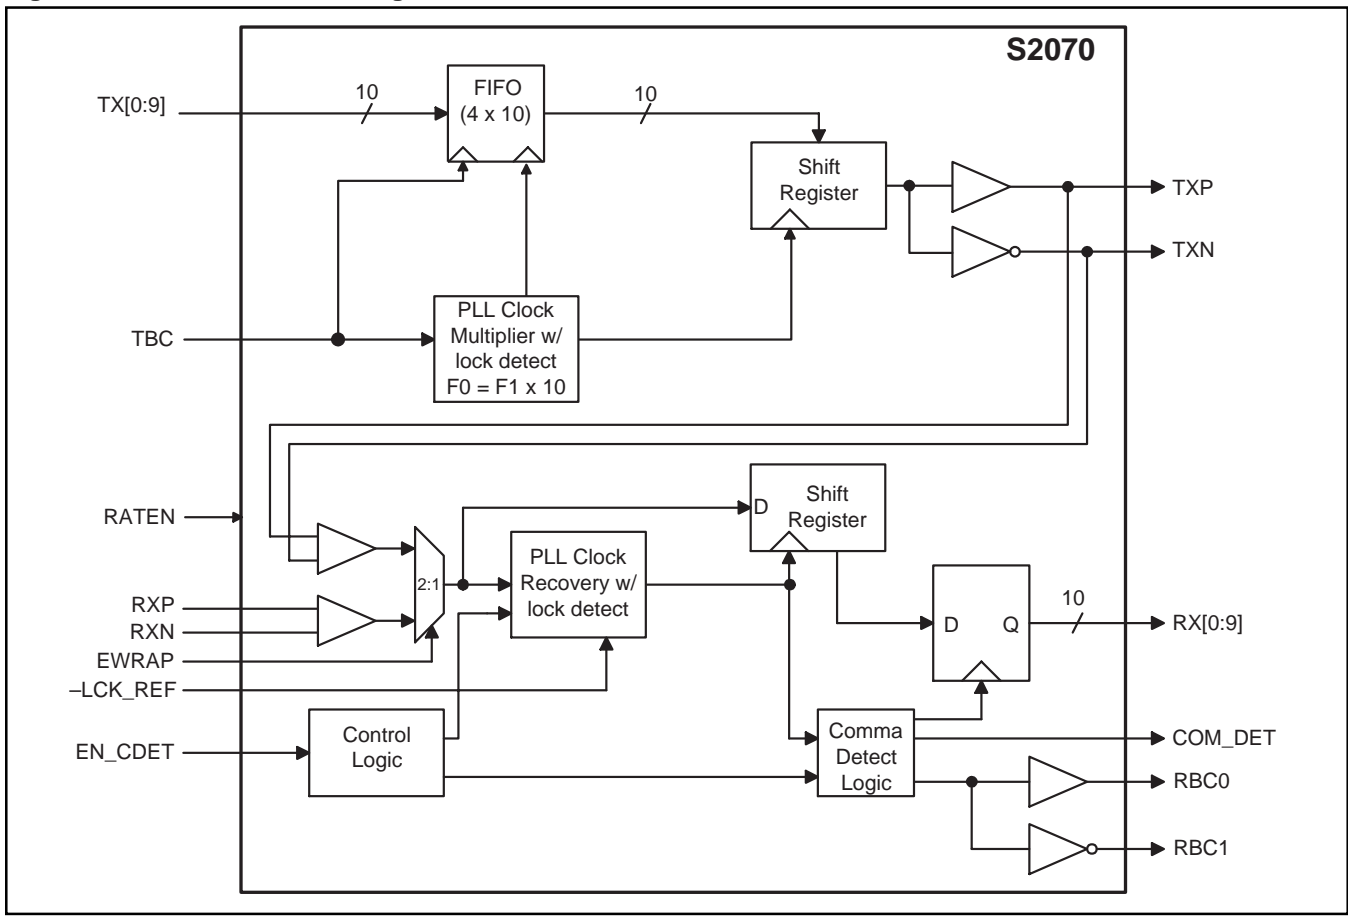 S2070
TX[0:9]
10
FIFO
(4 x 10)
10
Shift
Register
TXP
TXN
TBC
PLL Clock
Multiplier w/
lock detect
F0 = F1 x 10
RATEN
D
Shift
Register
2:1
PLL Clock
Recovery w/
lock detect
RXP
RXN
EWRAP
–LCK_REF
D Q
10
RX[0:9]
EN_CDET
Control
Logic
Comma
Detect
Logic
COM_DET
RBC0
RBC1